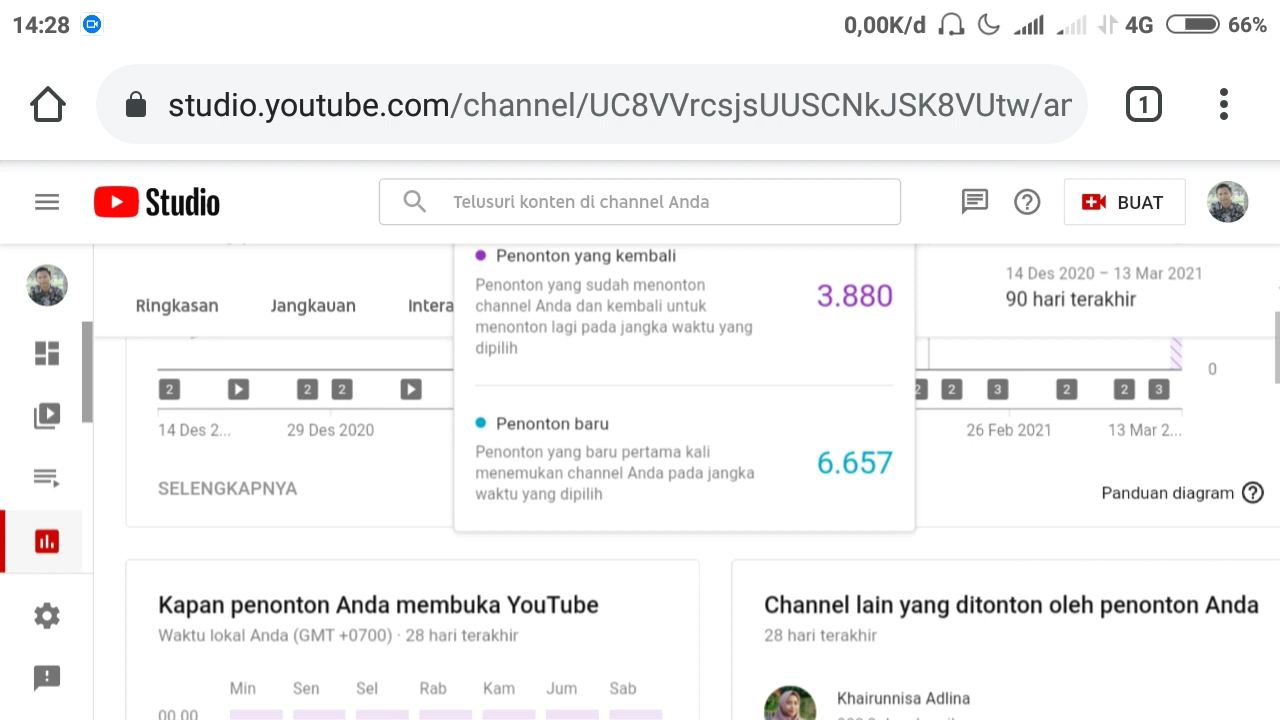 14:28
0,00K/d
4G
66%
studio.youtube.com/channel/UC8VVrcsjsUUSCNkJSK8VUtw/ar
1
Studio
Telusuri konten di channel Anda
BUAT
Ringkasan
Jangkauan
Intera
14 Des 2020 – 13 Mar 2021
90 hari terakhir
Penonton yang kembali
Penonton yang sudah menonton
channel Anda dan kembali untuk
menonton lagi pada jangka waktu yang
dipilih
3.880
0
2
2
2
2
2
3
2
2
3
14 Des 2...
29 Des 2020
26 Feb 2021
13 Mar 2...
Penonton baru
Penonton yang baru pertama kali
menemukan channel Anda pada jangka
waktu yang dipilih
6.657
SELENGKAPNYA
Panduan diagram
Kapan penonton Anda membuka YouTube
Waktu lokal Anda (GMT +0700) · 28 hari terakhir
Min
Sen
Sel
Rab
Kam
Jum
Sab
00.00
Channel lain yang ditonton oleh penonton Anda
28 hari terakhir
Khairunnisa Adlina